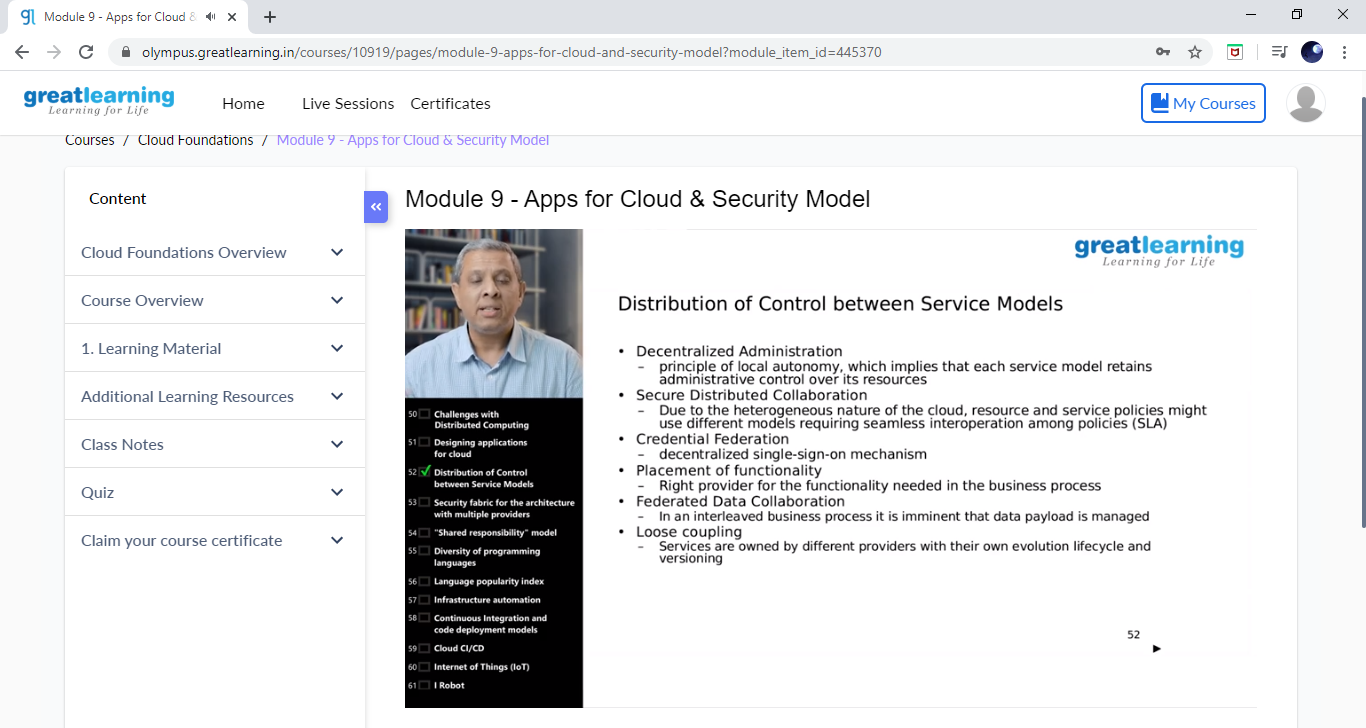 Module 9 - Apps for Cloud &
olympus.greatlearning.in/courses/10919/pages/module-9-apps-for-cloud-and-security-model?module_item_id=445370
greatlearning
Learning for Life
Home
Live Sessions
Certificates
My Courses
Courses / Cloud Foundations / Module 9 - Apps for Cloud & Security Model
Content
Cloud Foundations Overview
Course Overview
1. Learning Material
Additional Learning Resources
Class Notes
Quiz
Claim your course certificate
Module 9 - Apps for Cloud & Security Model
50 Challenges with
Distributed Computing
51 Designing applications
for cloud
52 Distribution of Control
between Service Models
53 Security fabric for the architecture
with multiple providers
54 "Shared responsibility" model
55 Diversity of programming
languages
56 Language popularity index
57 Infrastructure automation
58 Continuous Integration and
code deployment models
59 Cloud CI/CD
60 Internet of Things (IoT)
61 I Robot
greatlearning
Learning for Life
Distribution of Control between Service Models
• Decentralized Administration
– principle of local autonomy, which implies that each service model retains
administrative control over its resources
• Secure Distributed Collaboration
– Due to the heterogeneous nature of the cloud, resource and service policies might
use different models requiring seamless interoperation among policies (SLA)
• Credential Federation
– decentralized single-sign-on mechanism
• Placement of functionality
– Right provider for the functionality needed in the business process
• Federated Data Collaboration
– In an interleaved business process it is imminent that data payload is managed
• Loose coupling
– Services are owned by different providers with their own evolution lifecycle and
versioning
52